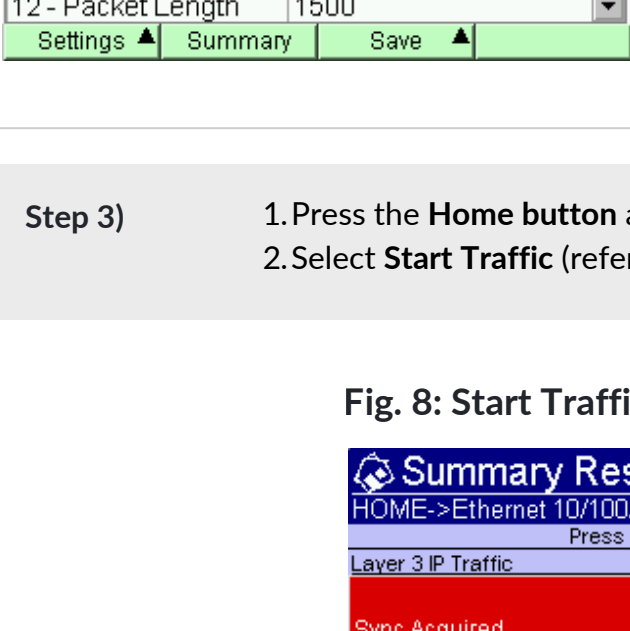 12 - Packet Length 1500
Settings Summary Save
Step 3)
1. Press the Home button
2. Select Start Traffic (refer
Fig. 8: Start Traffi
Summary Res
HOME->Ethernet 10/100
Press
Layer 3 IP Traffic
Sync Acquired